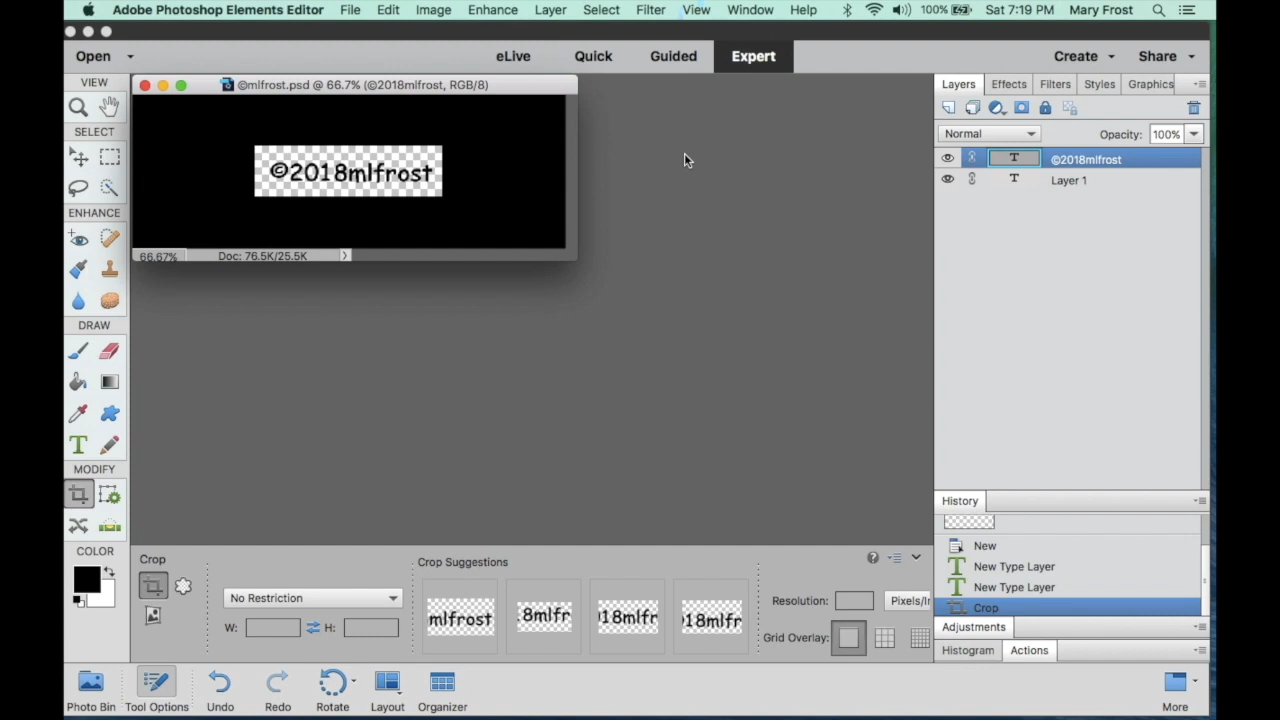 Adobe Photoshop Elements Editor File Edit Image Enhance Layer Select Filter View Window Help 100% Sat 7:19 PM Mary Frost
Open eLive Quick Guided Expert Create Share
VIEW
SELECT
ENHANCE
DRAW
T
MODIFY
COLOR
©mlfrost.psd @ 66.7% (©2018mlfrost, RGB/8)
©2018mlfrost
66.67% Doc: 76.5K/25.5K
Layers Effects Filters Styles Graphics
Normal Opacity: 100%
T ©2018mlfrost
T Layer 1
History
New
T New Type Layer
T New Type Layer
Crop
Adjustments
Histogram Actions
Crop
No Restriction
W: H:
Crop Suggestions
mlfrost 8mlfr 018mlfr 018mlfr
Resolution: Pixels/In
Grid Overlay:
Photo Bin Tool Options Undo Redo Rotate Layout Organizer More